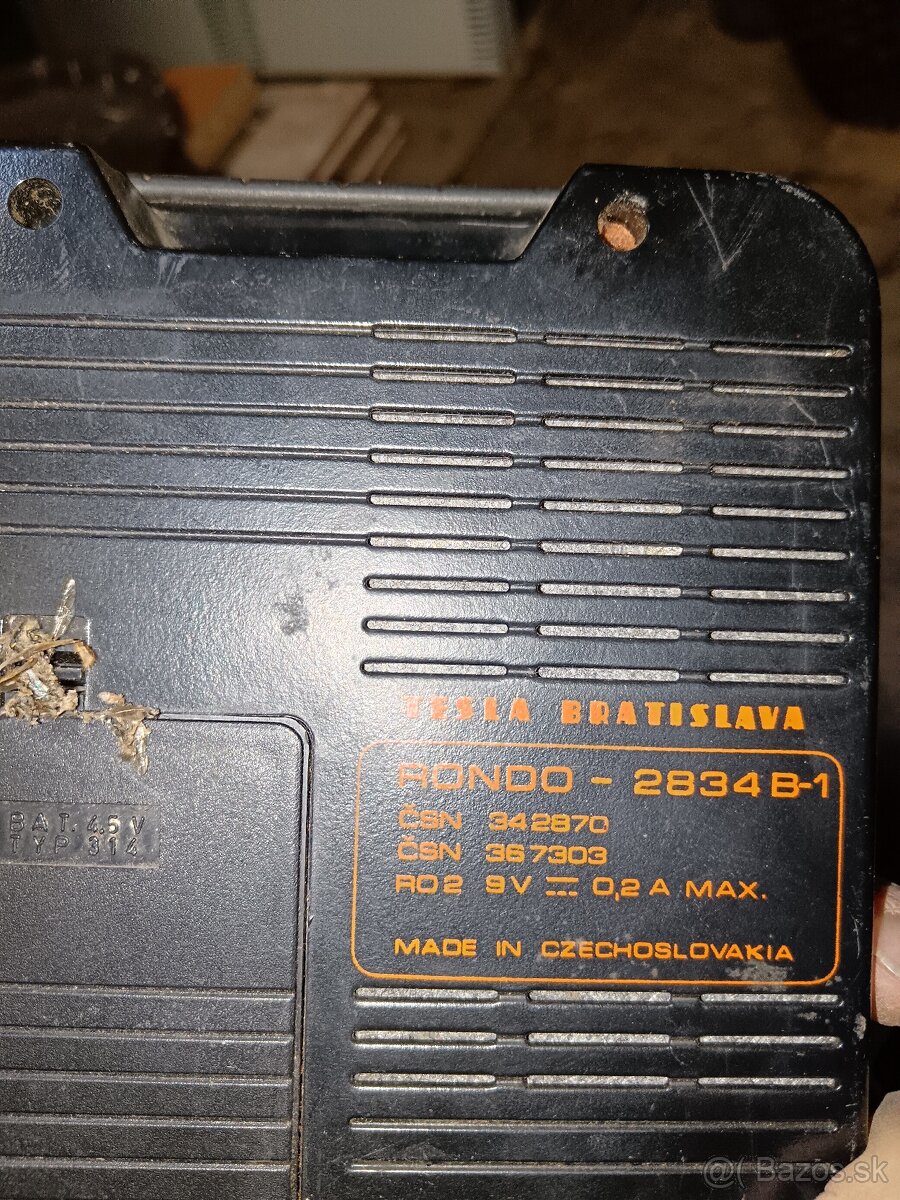 TESLA BRATISLAVA
RONDO - 2834 B-1
ČSN 342870
ČSN 367303
RO2 9V ⎓ 0,2 A MAX.
MADE IN CZECHOSLOVAKIA
BAT. 4,5 V
TYP 314
@( Bazos.sk